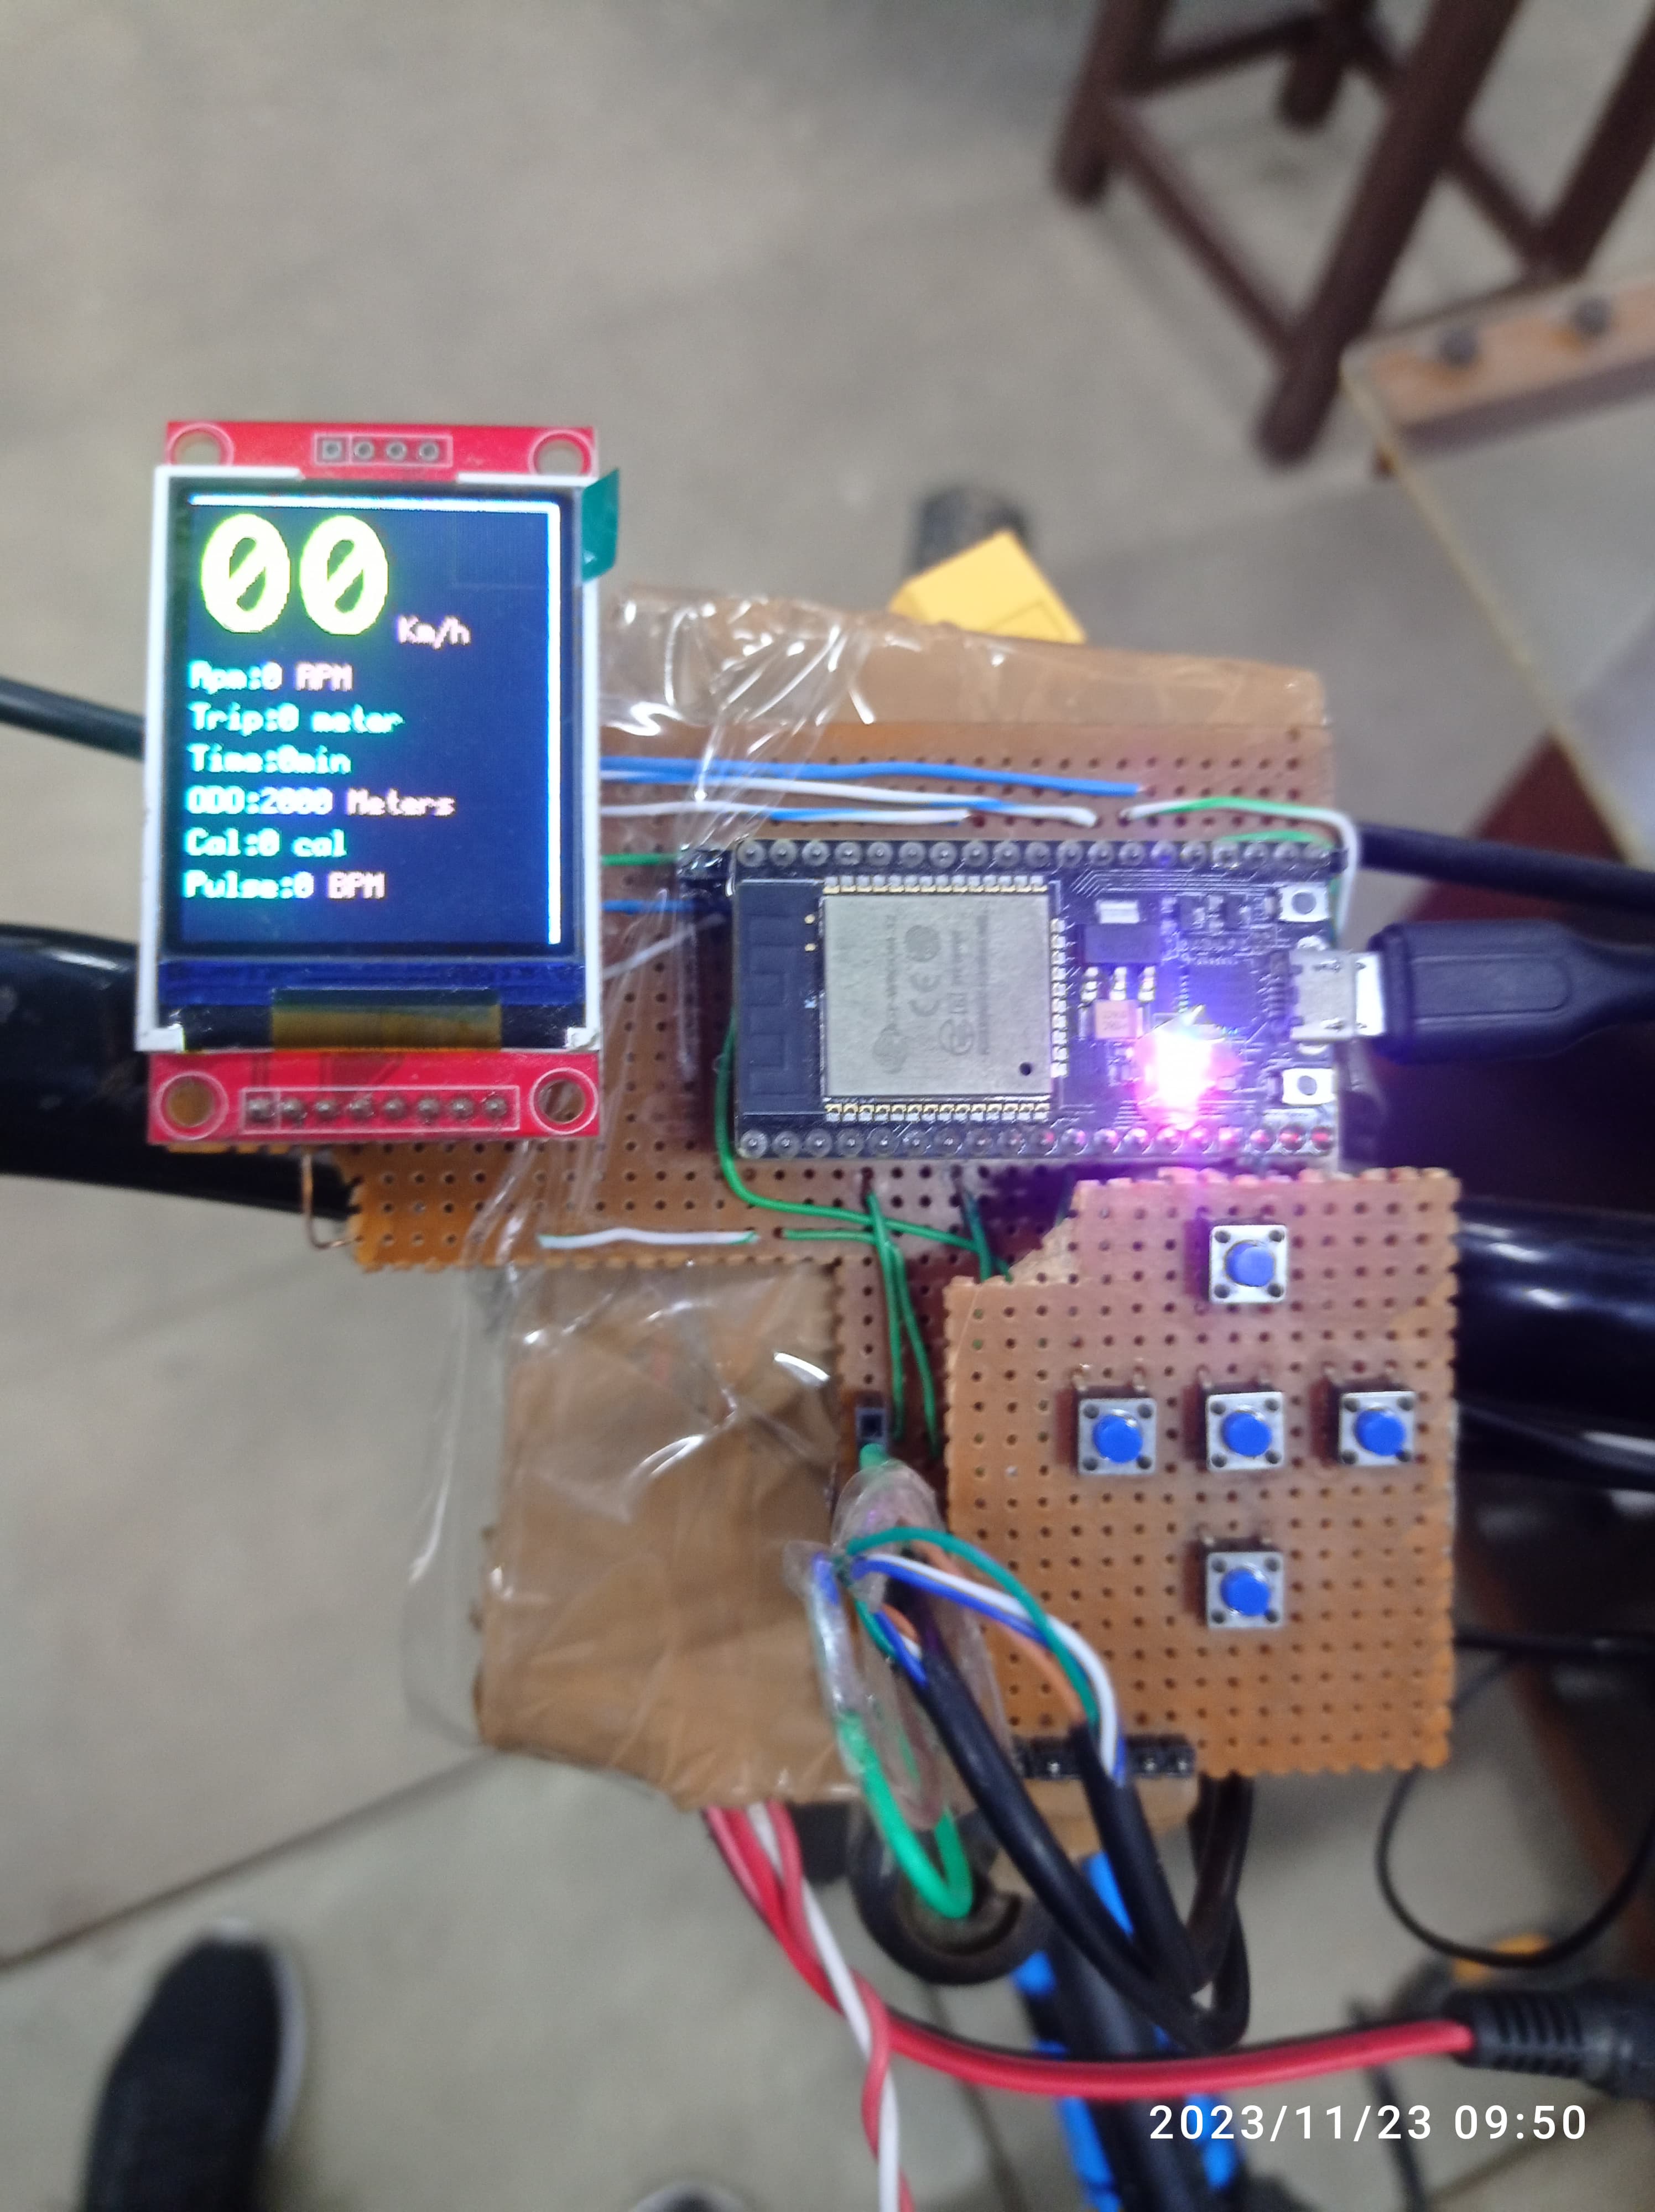 00 Km/h
Rpm:0 RPM
Trip:0 meter
Time:0min
ODO:2000 Meters
Cal:0 cal
Pulse:0 BPM
CE
2023/11/23 09:50